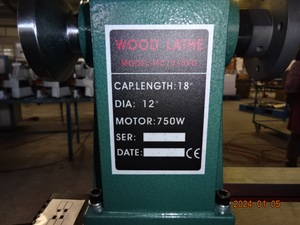 WOOD LATHE
CAP.LENGTH:18"
DIA: 12"
MOTOR:750W
SER:
DATE: CE
2024-01-05